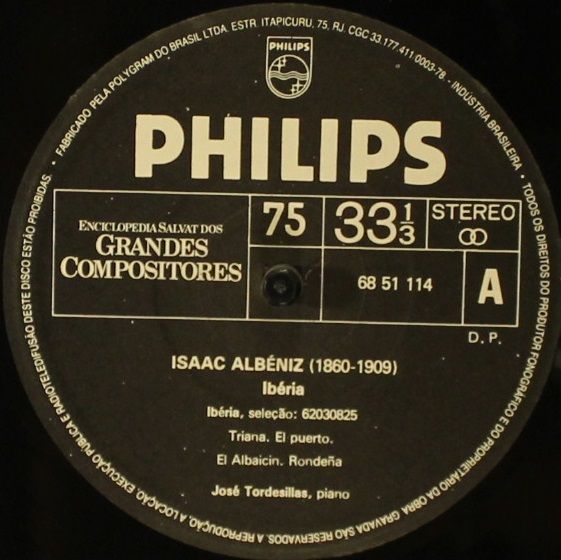 FABRICADO PELA POLYGRAM DO BRASIL LTDA. ESTR. ITAPICURU, 75, RJ. CGC 33.177.411.0003-78. - INDÚSTRIA BRASILEIRA • TODOS OS DIREITOS DO PRODUTOR FONOGRÁFICO E DO PROPRIETÁRIO DA OBRA GRAVADA SÃO RESERVADOS. A REPRODUÇÃO, A LOCAÇÃO, EXECUÇÃO PÚBLICA E RADIOTELEDIFUSÃO DESTE DISCO ESTÃO PROIBIDAS. •
PHILIPS
PHILIPS
ENCICLOPEDIA SALVAT DOS
GRANDES
COMPOSITORES
75
33 1/3
STEREO
68 51 114
A
D. P.
ISAAC ALBÉNIZ (1860-1909)
Ibéria
Ibéria, seleção: 62030825
Triana. El puerto.
El Albaicin. Rondeña
José Tordesillas, piano